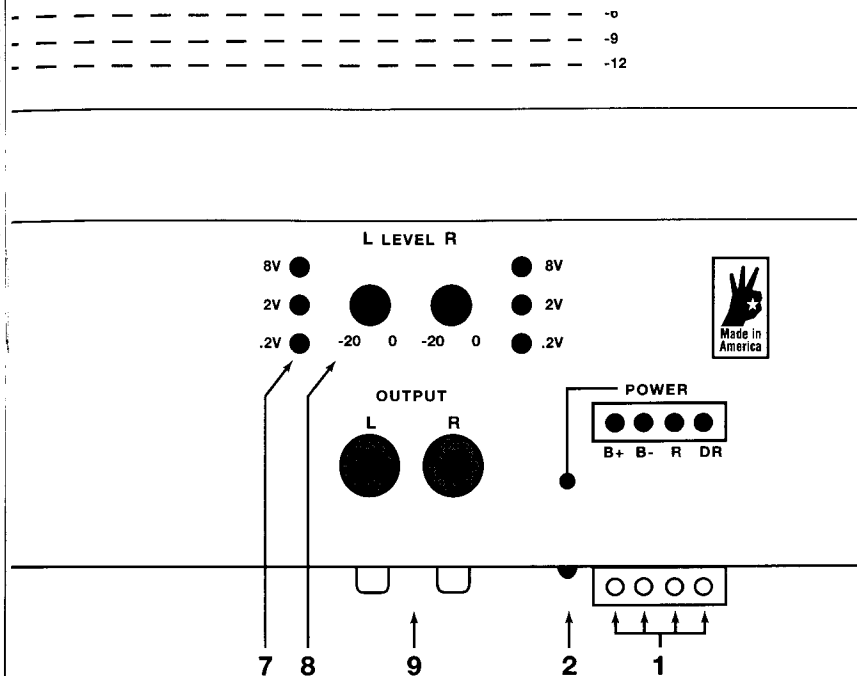 -6
-9
-12
L LEVEL R
8V 8V
2V 2V
.2V -20 0 -20 0 .2V
Made in
America
OUTPUT
POWER
L R
B+ B- R DR
7 8 9 2 1